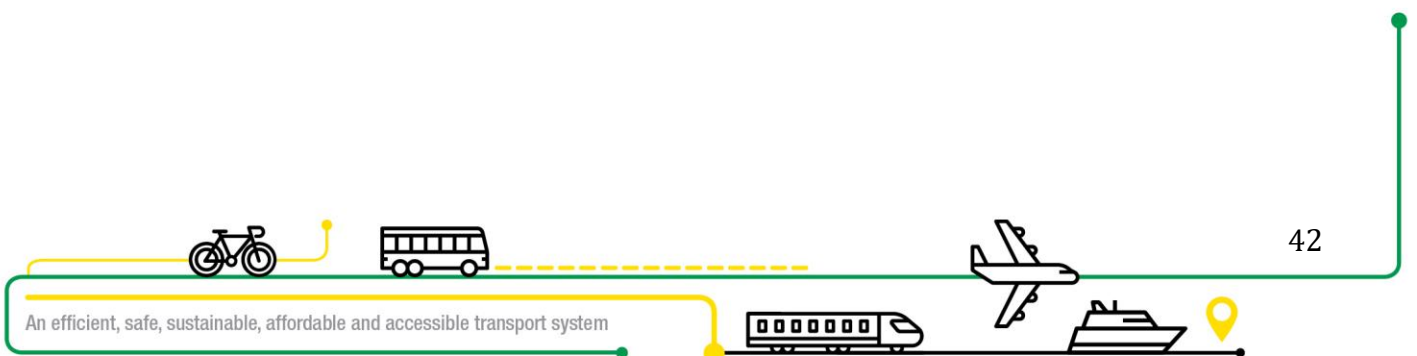 42
An efficient, safe, sustainable, affordable and accessible transport system